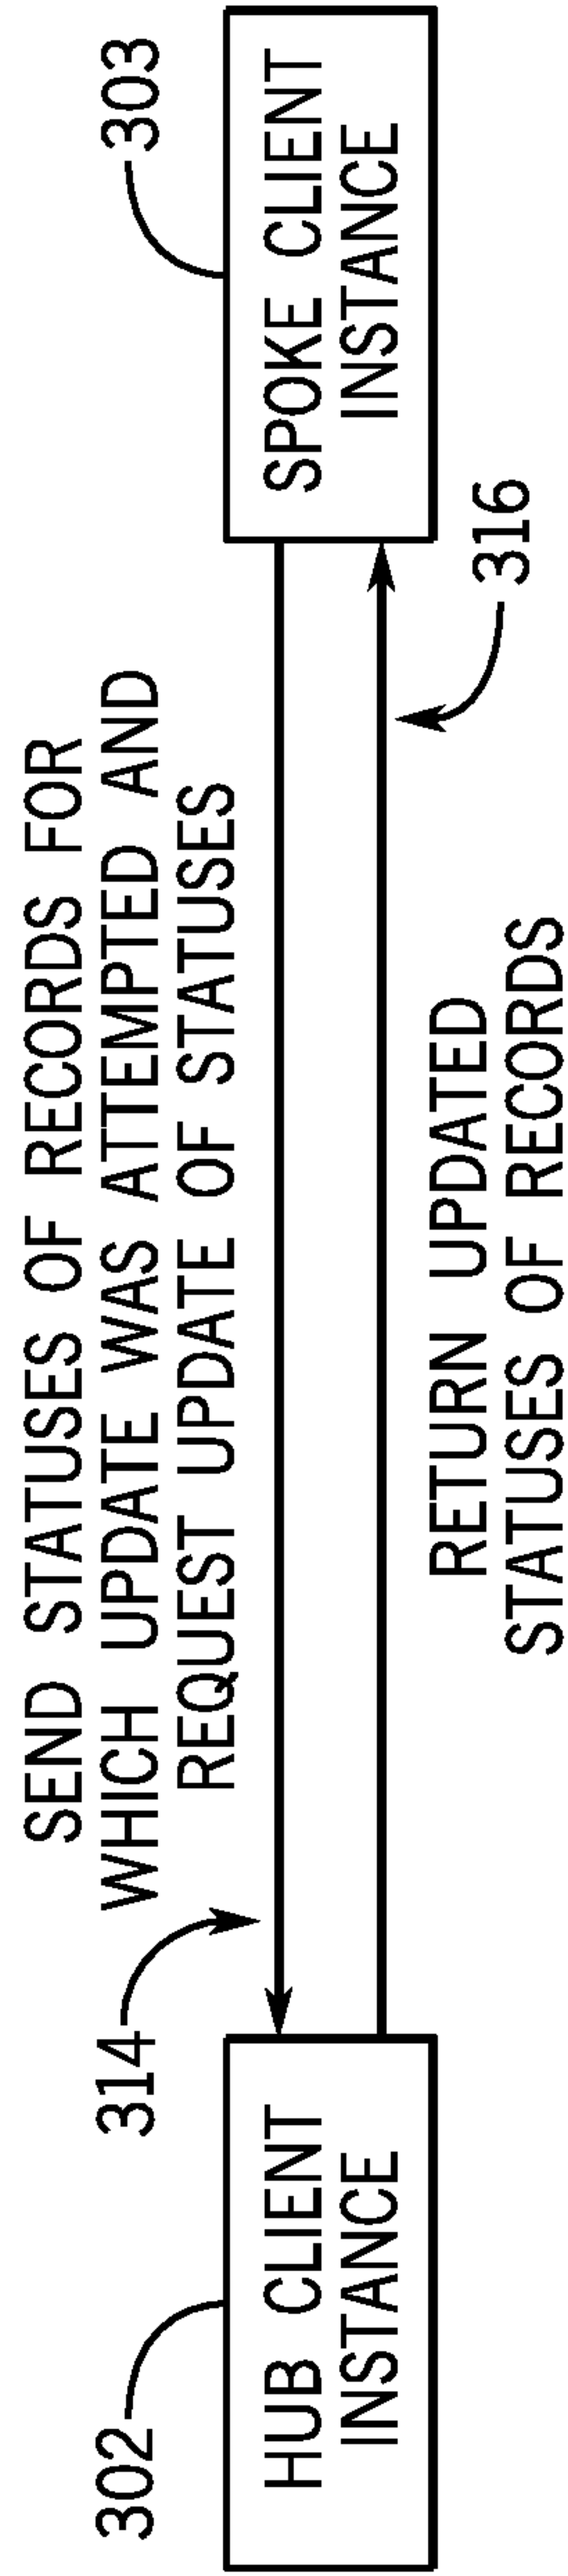 SEND STATUSES OF RECORDS FOR
WHICH UPDATE WAS ATTEMPTED AND
REQUEST UPDATE OF STATUSES
302
314
303
HUB CLIENT
INSTANCE
SPOKE CLIENT
INSTANCE
316
RETURN UPDATED
STATUSES OF RECORDS